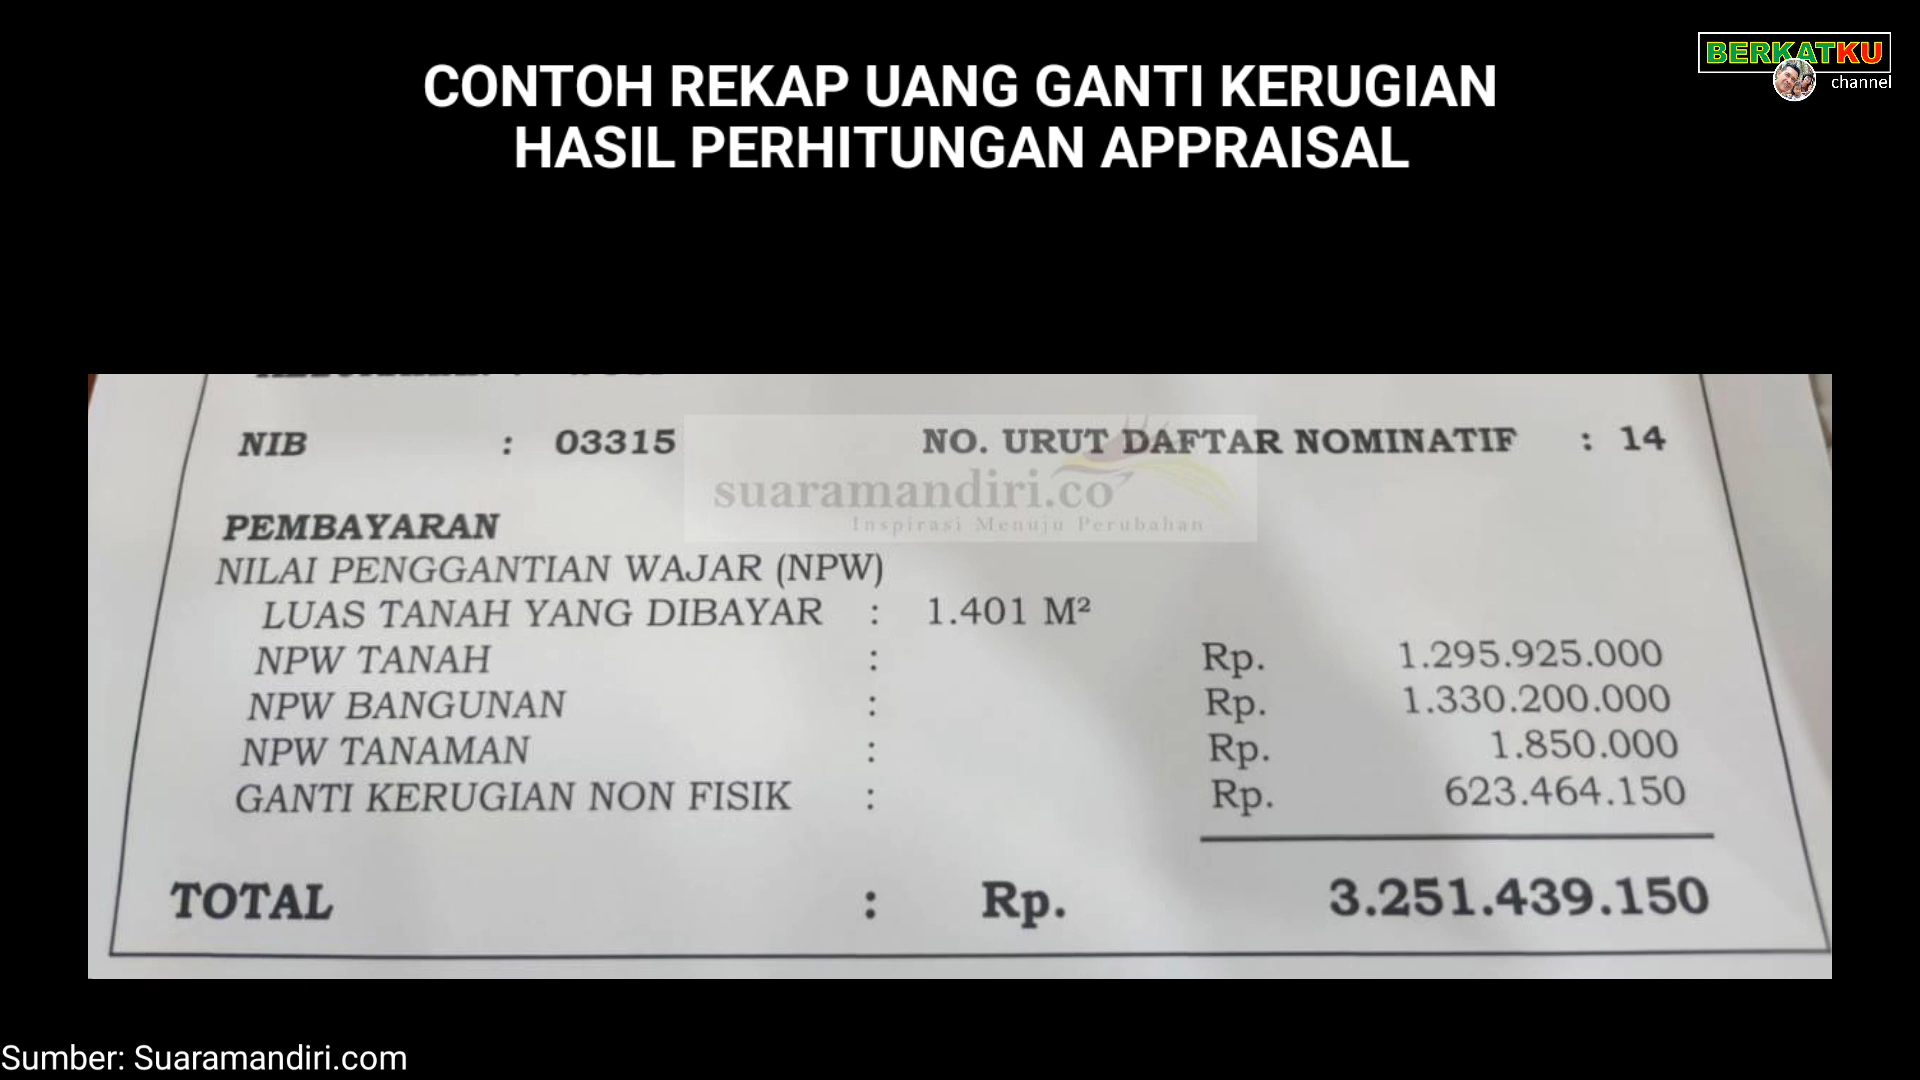 BERKATKU
channel
CONTOH REKAP UANG GANTI KERUGIAN
HASIL PERHITUNGAN APPRAISAL
NIB : 03315 NO. URUT DAFTAR NOMINATIF : 14
suaramandiri.co
Inspirasi Menuju Perubahan
PEMBAYARAN
NILAI PENGGANTIAN WAJAR (NPW)
LUAS TANAH YANG DIBAYAR : 1.401 M²
NPW TANAH : Rp. 1.295.925.000
NPW BANGUNAN : Rp. 1.330.200.000
NPW TANAMAN : Rp. 1.850.000
GANTI KERUGIAN NON FISIK : Rp. 623.464.150
TOTAL : Rp. 3.251.439.150
Sumber: Suaramandiri.com